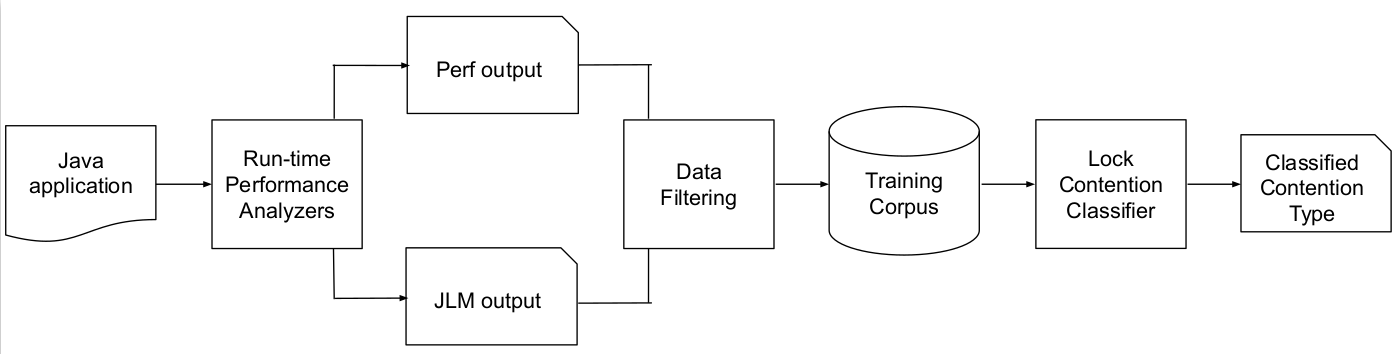 Java
application
Run-time
Performance
Analyzers
Perf output
JLM output
Data
Filtering
Training
Corpus
Lock
Contention
Classifier
Classified
Contention
Type